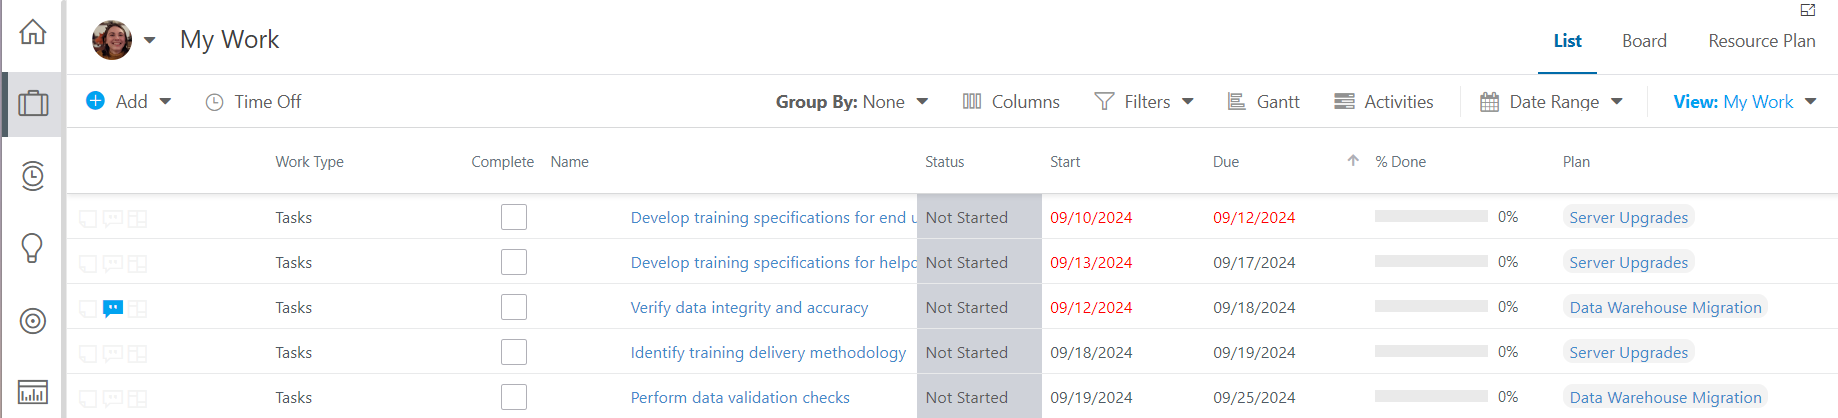 My Work
List Board Resource Plan
Add Time Off Group By: None Columns Filters Gantt Activities Date Range View: My Work
Work Type Complete Name Status Start Due % Done Plan
Tasks Develop training specifications for end u Not Started 09/10/2024 09/12/2024 0% Server Upgrades
Tasks Develop training specifications for helpd Not Started 09/13/2024 09/17/2024 0% Server Upgrades
Tasks Verify data integrity and accuracy Not Started 09/12/2024 09/18/2024 0% Data Warehouse Migration
Tasks Identify training delivery methodology Not Started 09/18/2024 09/19/2024 0% Server Upgrades
Tasks Perform data validation checks Not Started 09/19/2024 09/25/2024 0% Data Warehouse Migration